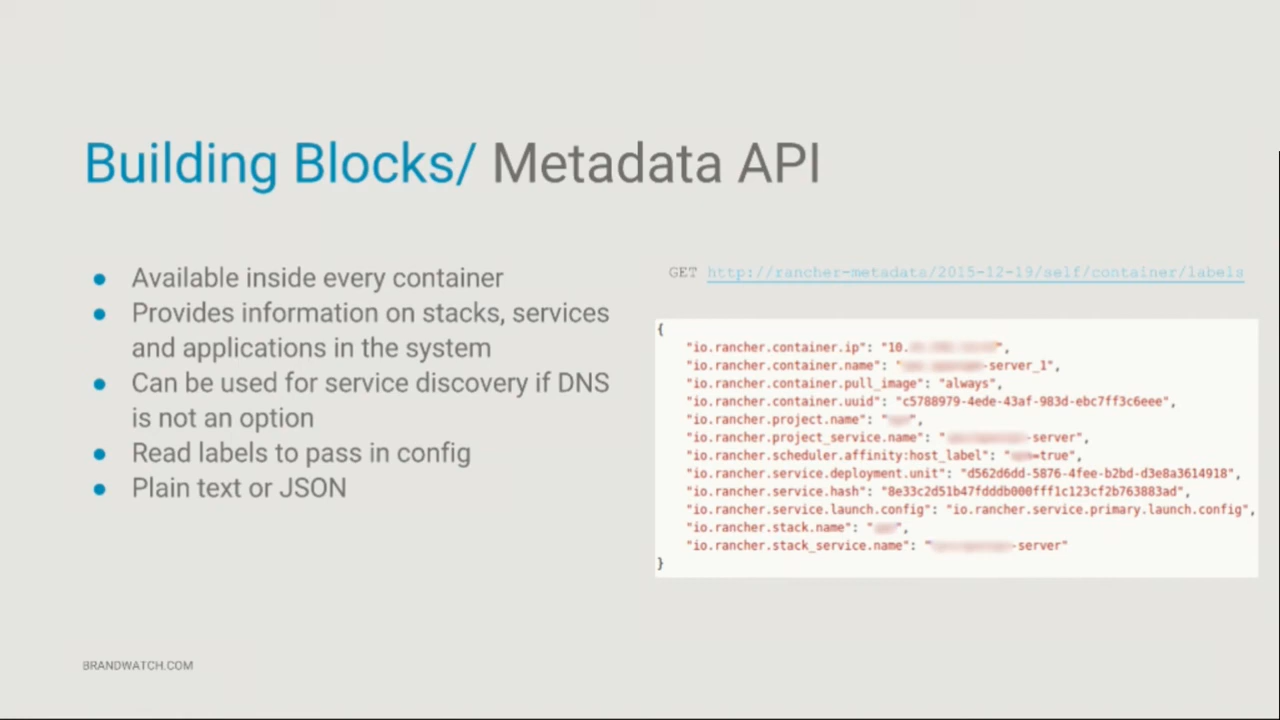 Building Blocks/ Metadata API
● Available inside every container
● Provides information on stacks, services
and applications in the system
● Can be used for service discovery if DNS
is not an option
● Read labels to pass in config
● Plain text or JSON
GET http://rancher-metadata/2015-12-19/self/container/labels
{
"io.rancher.container.ip": "10.",
"io.rancher.container.name": "-server_1",
"io.rancher.container.pull_image": "always",
"io.rancher.container.uuid": "c5788979-4ede-43af-983d-ebc7ff3c6eee",
"io.rancher.project.name": "",
"io.rancher.project_service.name": "-server",
"io.rancher.scheduler.affinity:host_label": "=true",
"io.rancher.service.deployment.unit": "d562d6dd-5876-4fee-b2bd-d3e8a3614918",
"io.rancher.service.hash": "8e33c2d51b47fdddb000fff1c123cf2b763883ad",
"io.rancher.service.launch.config": "io.rancher.service.primary.launch.config",
"io.rancher.stack.name": "",
"io.rancher.stack_service.name": "-server"
}
BRANDWATCH.COM